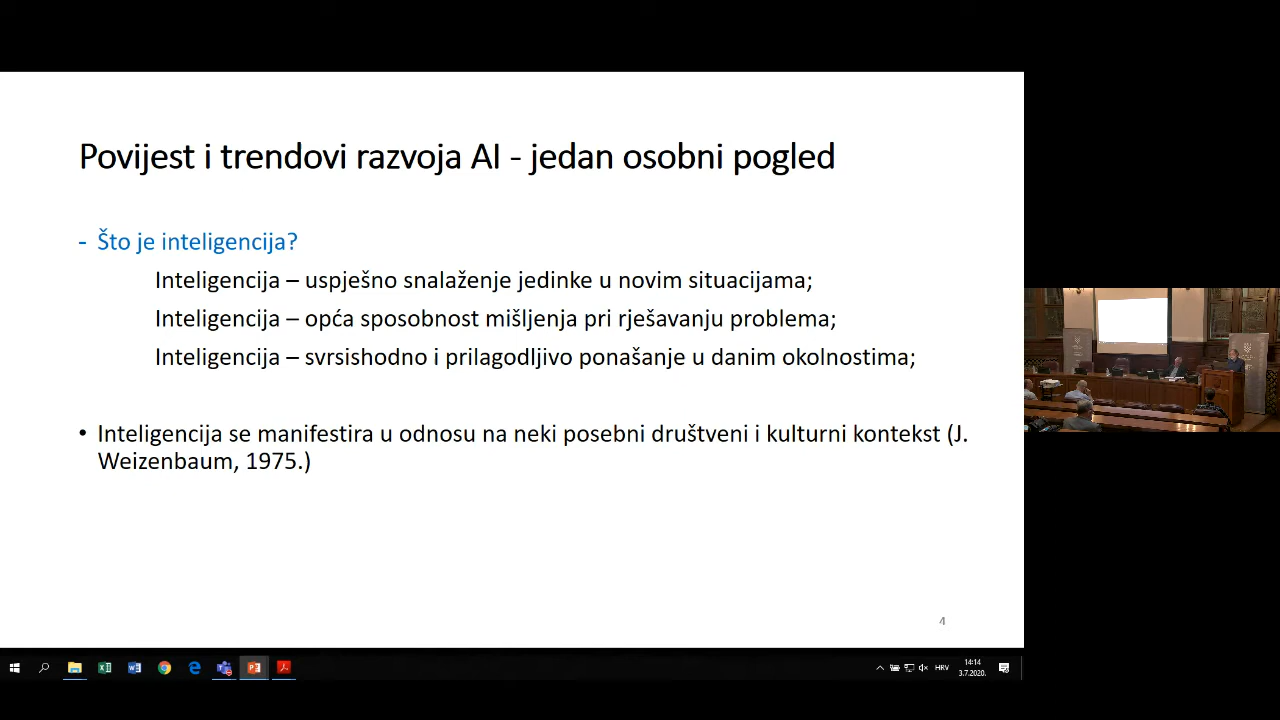 Povijest i trendovi razvoja AI - jedan osobni pogled
- Što je inteligencija?
Inteligencija – uspješno snalaženje jedinke u novim situacijama;
Inteligencija – opća sposobnost mišljenja pri rješavanju problema;
Inteligencija – svrsishodno i prilagodljivo ponašanje u danim okolnostima;
• Inteligencija se manifestira u odnosu na neki posebni društveni i kulturni kontekst (J.
Weizenbaum, 1975.)
4
HRV
14:14
3.7.2020.